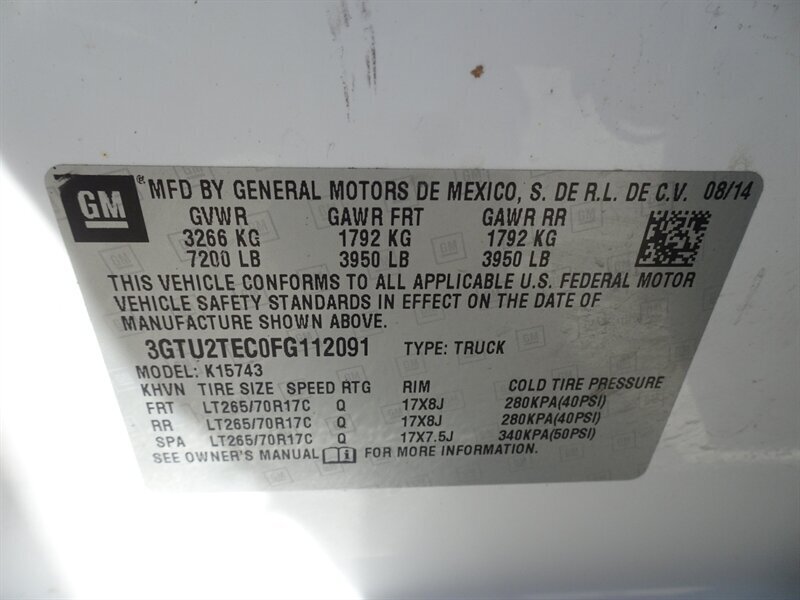 GM® MFD BY GENERAL MOTORS DE MEXICO, S. DE R.L. DE C.V. 08/14
GVWR GAWR FRT GAWR RR
3266 KG 1792 KG 1792 KG
7200 LB 3950 LB 3950 LB
THIS VEHICLE CONFORMS TO ALL APPLICABLE U.S. FEDERAL MOTOR
VEHICLE SAFETY STANDARDS IN EFFECT ON THE DATE OF
MANUFACTURE SHOWN ABOVE.
3GTU2TEC0FG112091 TYPE: TRUCK
MODEL: K15743
KHVN TIRE SIZE SPEED RTG RIM COLD TIRE PRESSURE
FRT LT265/70R17C Q 17X8J 280KPA(40PSI)
RR LT265/70R17C Q 17X8J 280KPA(40PSI)
SPA LT265/70R17C Q 17X7.5J 340KPA(50PSI)
SEE OWNER'S MANUAL FOR MORE INFORMATION.